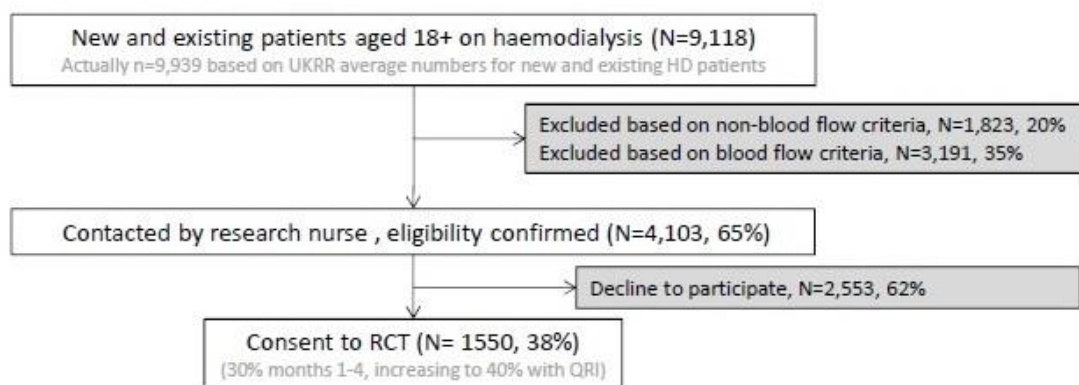 New and existing patients aged 18+ on haemodialysis (N=9,118)
Actually n=9,939 based on UKRR average numbers for new and existing HD patients
Excluded based on non-blood flow criteria, N=1,823, 20%
Excluded based on blood flow criteria, N=3,191, 35%
Contacted by research nurse , eligibility confirmed (N=4,103, 65%)
Decline to participate, N=2,553, 62%
Consent to RCT (N= 1550, 38%)
(30% months 1-4, increasing to 40% with QRI)